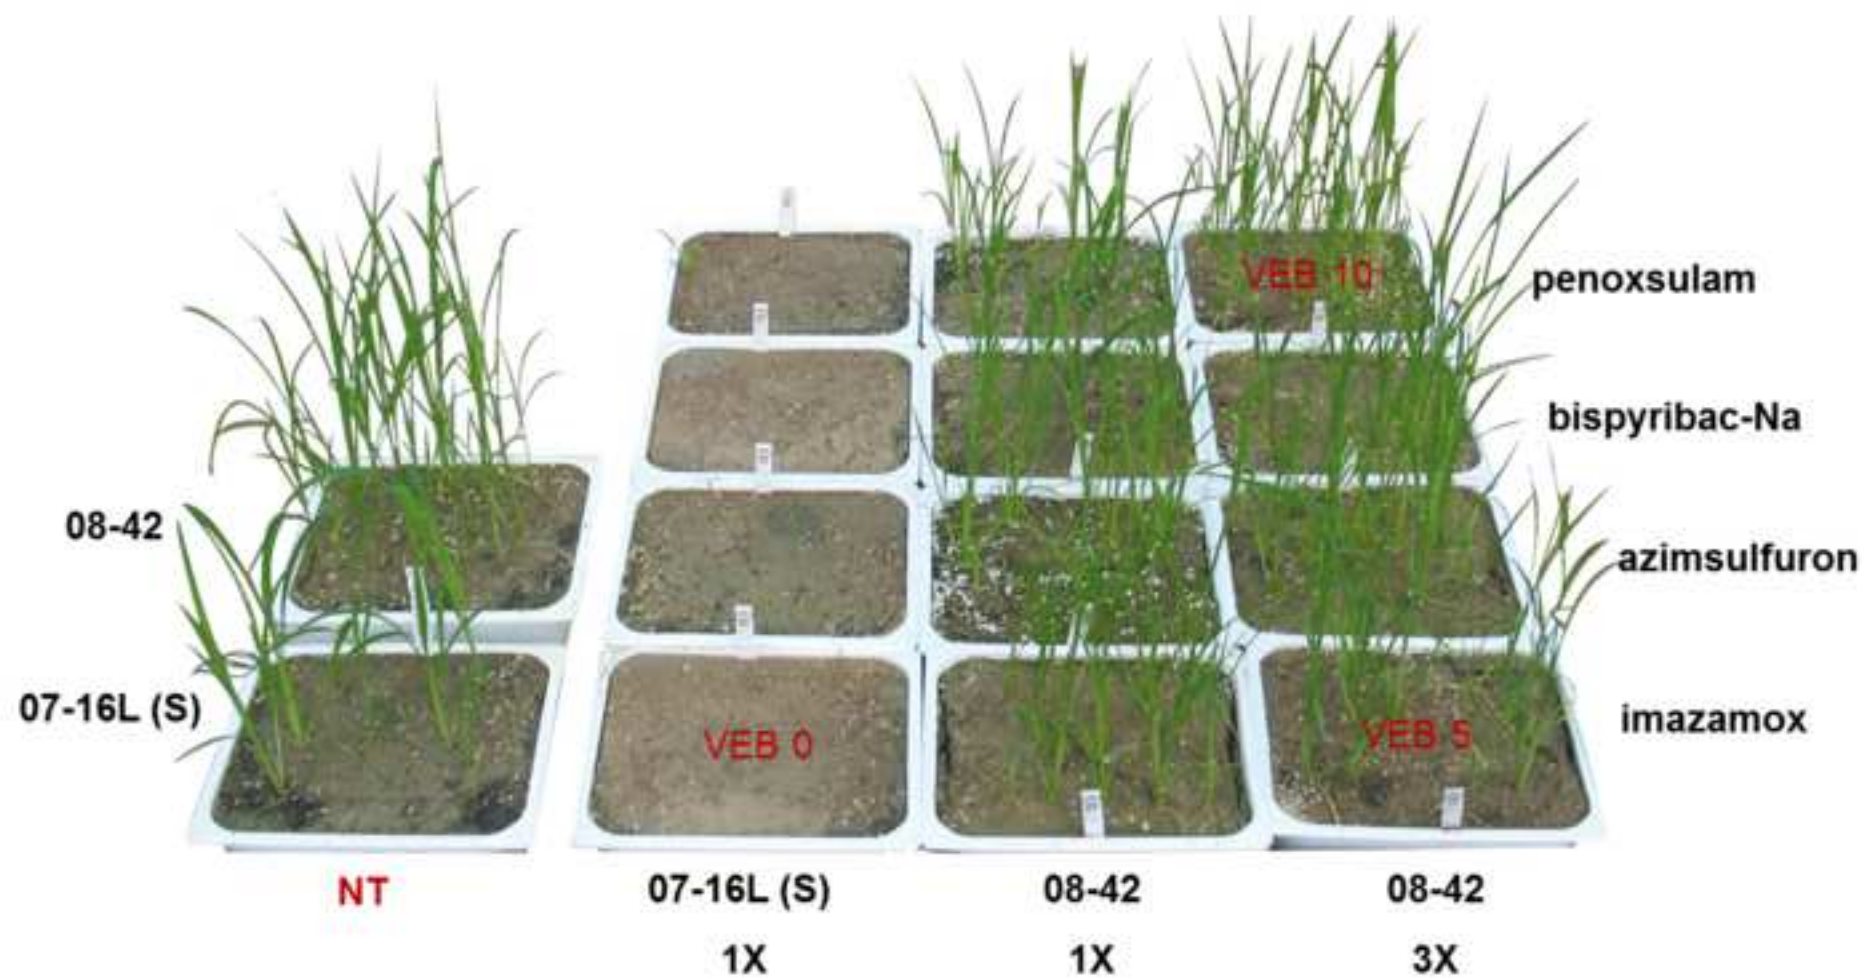 VEB 10
penoxsulam
bispyribac-Na
08-42
azimsulfuron
07-16L (S)
VEB 0
VEB 5
imazamox
NT
07-16L (S)
08-42
08-42
1X
1X
3X